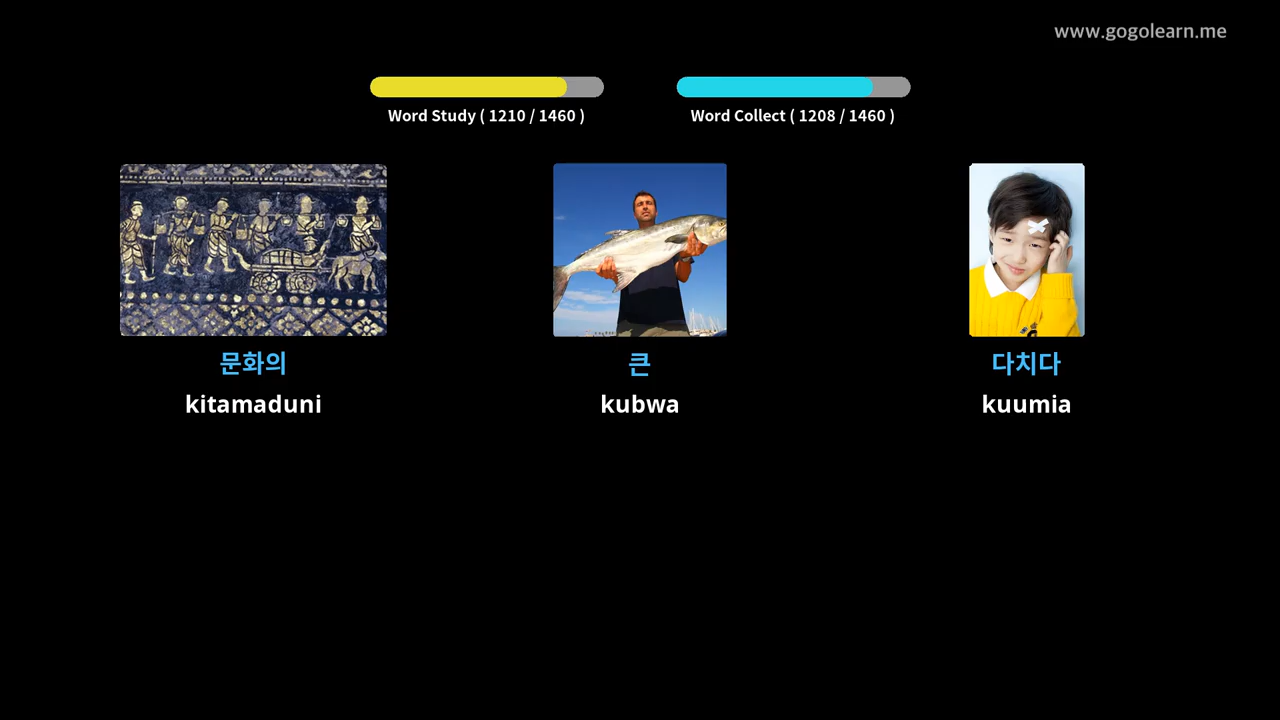 www.gogolearn.me
Word Study ( 1210 / 1460 )
Word Collect ( 1208 / 1460 )
문화의
kitamaduni
큰
kubwa
다치다
kuumia